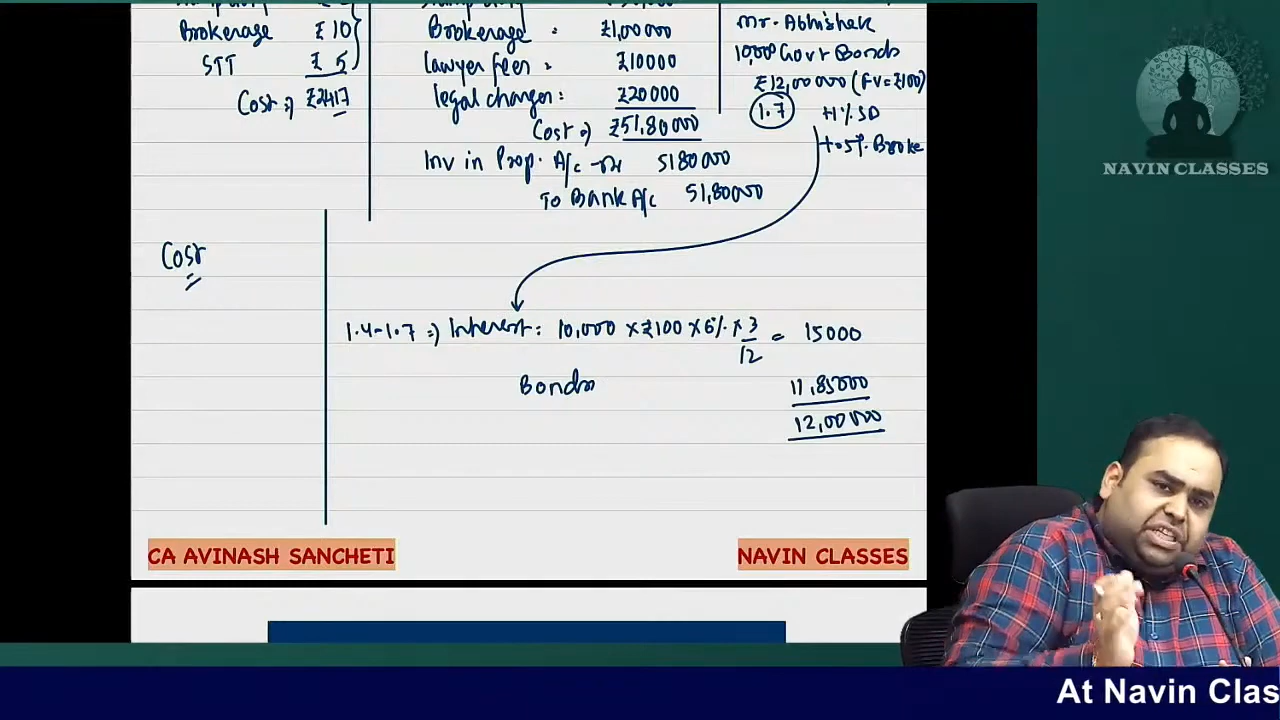 Brokerage ₹10
STT ₹ 5
Cost ⇒ ₹2417
Brokerage = ₹1,00000
lawyer fees = ₹10000
legal charges: ₹20000
Cost ⇒ ₹51,80000
Inv in Prop. A/c Dr 5180000
To Bank A/c 51,80000
Mr. Abhishek
10,000 Govt Bonds
₹12,00000 (FV=₹100)
1.7 +1% SD
+.5% Broke
NAVIN CLASSES
Cost
1.4-1.7 ⇒ Interest: 10,000 × ₹100 × 6% × 3/12 = 15000
Bonds 11,85000
12,00000
CA AVINASH SANCHETI
NAVIN CLASSES
At Navin Clas